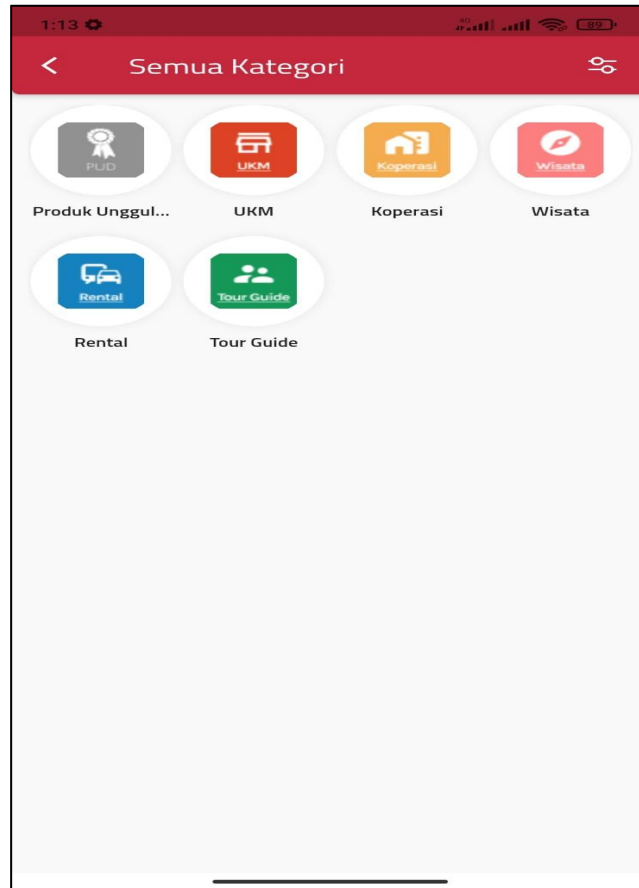 1:13 89
Semua Kategori
PUD UKM Koperasi Wisata
Produk Unggul... UKM Koperasi Wisata
Rental Tour Guide
Rental Tour Guide